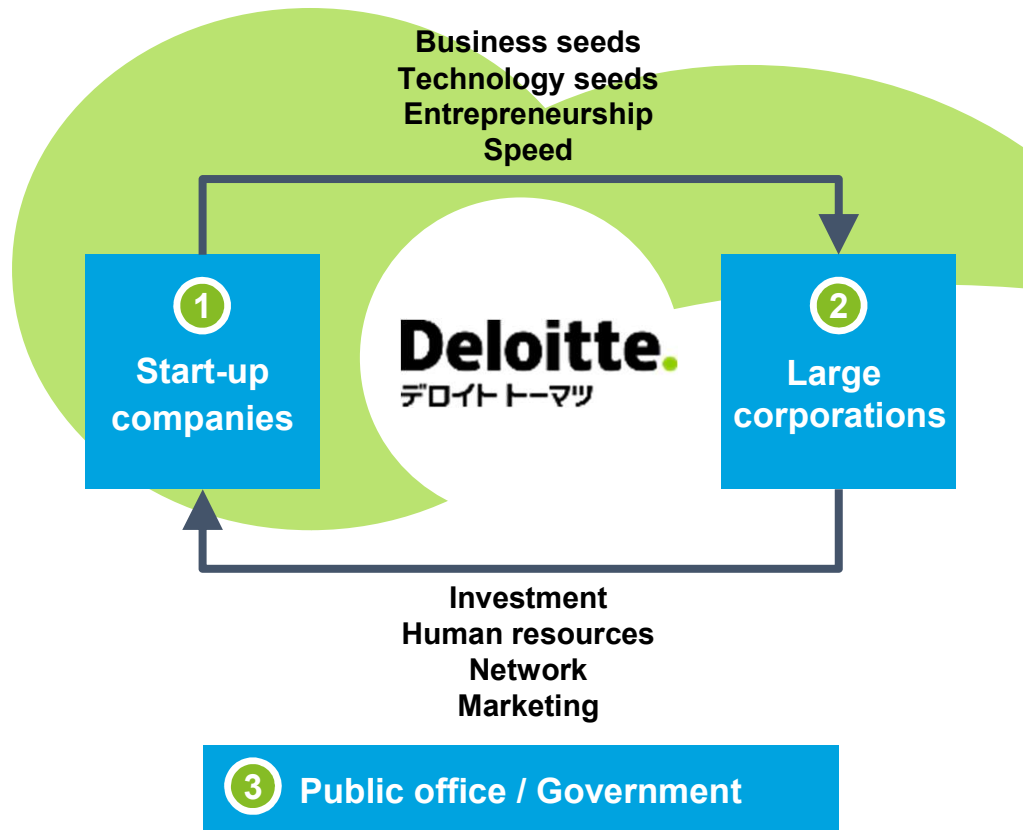 Business seeds
Technology seeds
Entrepreneurship
Speed
1
Start-up
companies
Deloitte.
デロイト トーマツ
2
Large
corporations
Investment
Human resources
Network
Marketing
3 Public office / Government